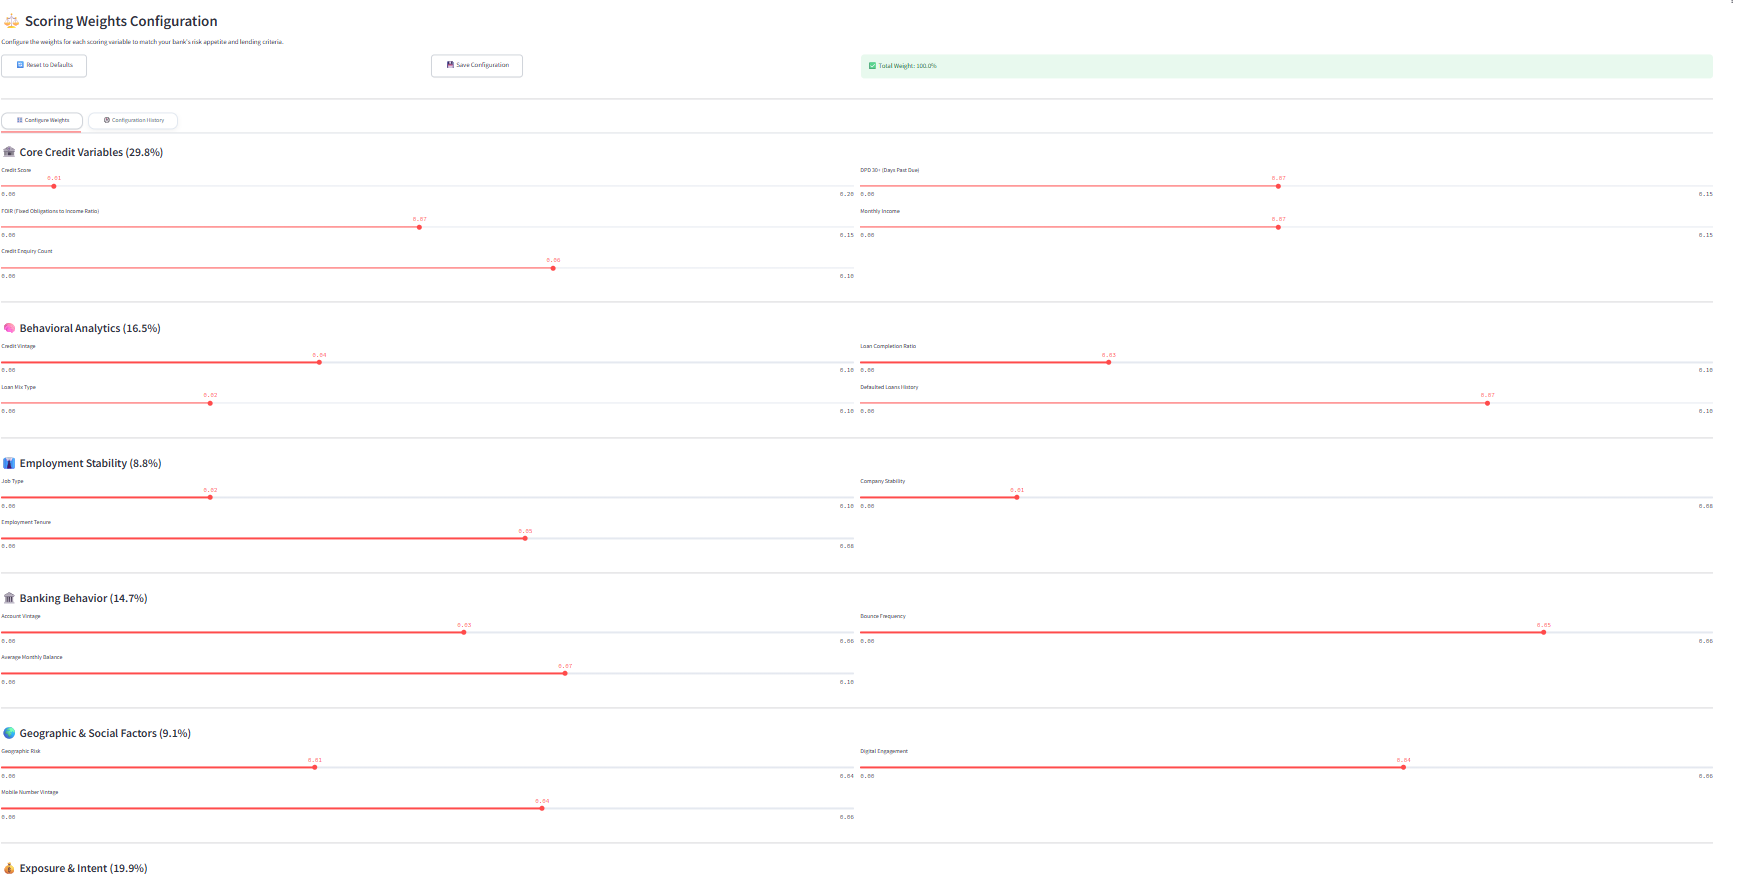 Scoring Weights Configuration
Configure the weights for each scoring variable to match your bank's risk appetite and lending criteria.
Reset to Defaults
Save Configuration
Total Weight: 100.0%
Configure Weights
Configuration History
Core Credit Variables (29.8%)
Credit Score
DPD 30+ (Days Past Due)
0.01
0.07
0.00
0.20
0.00
0.15
FOIR (Fixed Obligations to Income Ratio)
Monthly Income
0.07
0.07
0.00
0.15
0.00
0.15
Credit Enquiry Count
0.06
0.00
0.10
Behavioral Analytics (16.5%)
Credit Vintage
Loan Completion Ratio
0.04
0.03
0.00
0.10
0.00
0.10
Loan Mix Type
Defaulted Loans History
0.02
0.07
0.00
0.10
0.00
0.10
Employment Stability (8.8%)
Job Type
Company Stability
0.02
0.01
0.00
0.10
0.00
0.08
Employment Tenure
0.05
0.00
0.08
Banking Behavior (14.7%)
Account Vintage
Bounce Frequency
0.03
0.05
0.00
0.06
0.00
0.06
Average Monthly Balance
0.07
0.00
0.10
Geographic & Social Factors (9.1%)
Geographic Risk
Digital Engagement
0.01
0.04
0.00
0.04
0.00
0.06
Mobile Number Vintage
0.04
0.00
0.06
Exposure & Intent (19.9%)